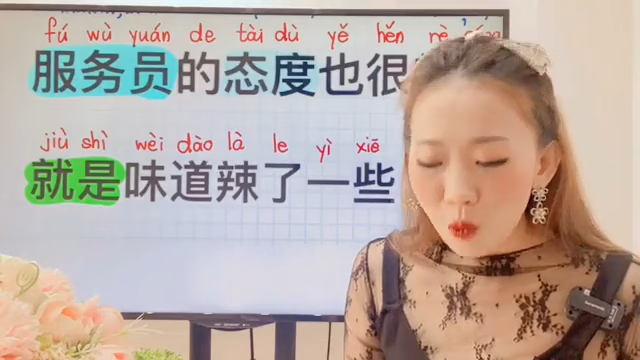 fú wù yuán de tài dù yě hěn rè
服务员的态度也很
jiù shì wèi dào là le yì xiē
就是味道辣了一些